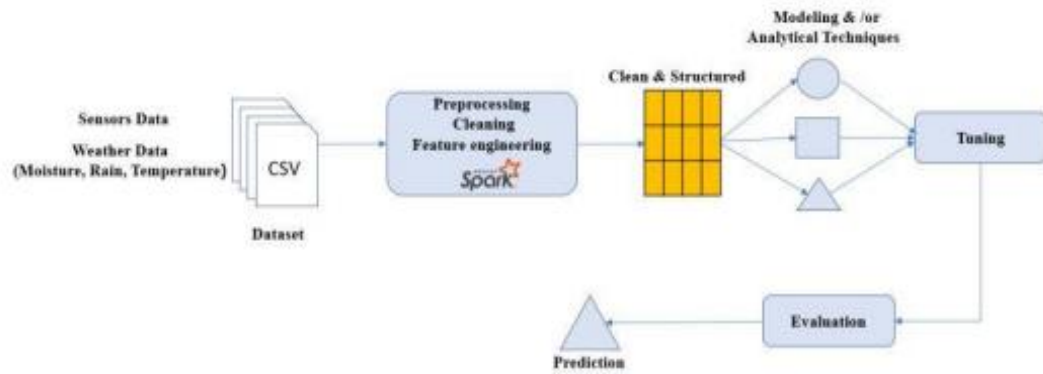 Modeling & /or
Analytical Techniques
Clean & Structured
Sensors Data
Weather Data
(Moisture, Rain, Temperature)
CSV
Dataset
Preprocessing
Cleaning
Feature engineering
Spark
Tuning
Evaluation
Prediction